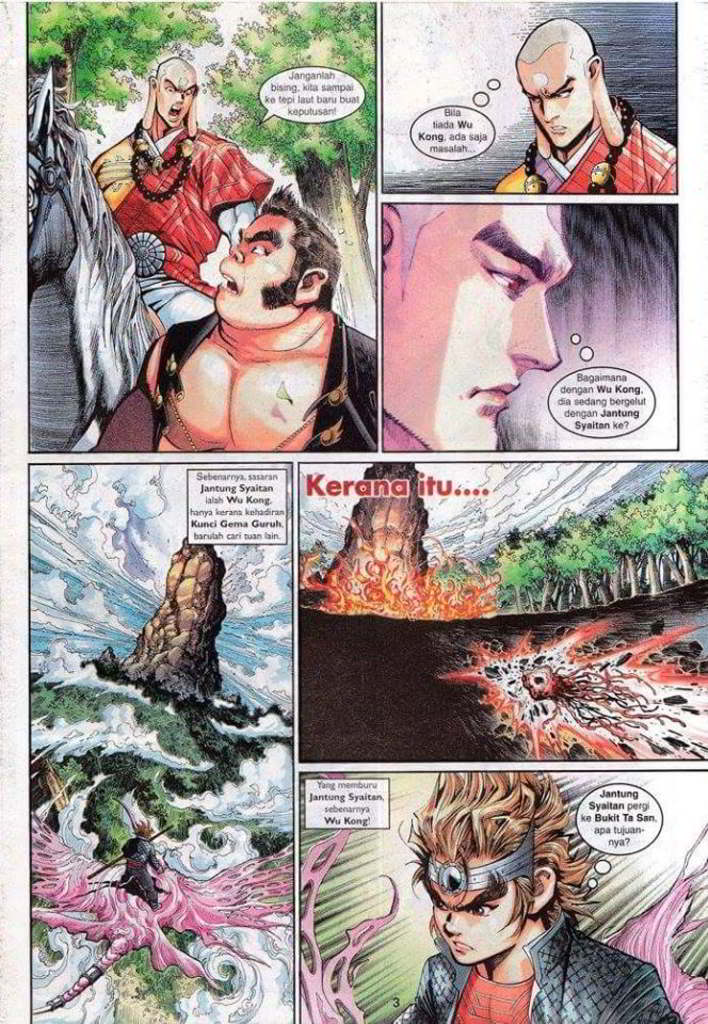 Janganlah
bising, kita sampai
ke tepi laut baru buat
keputusan!
Bila
tiada Wu
Kong, ada saja
masalah...
Bagaimana
dengan Wu Kong,
dia sedang bergelut
dengan Jantung
Syaitan ke?
Sebenarnya, sasaran
Jantung Syaitan
ialah Wu Kong,
hanya kerana kehadiran
Kunci Gema Guruh,
barulah cari tuan lain.
Kerana itu....
Yang memburu
Jantung Syaitan,
sebenarnya
Wu Kong!
Jantung
Syaitan pergi
ke Bukit Ta San,
apa tujuan-
nya?
3